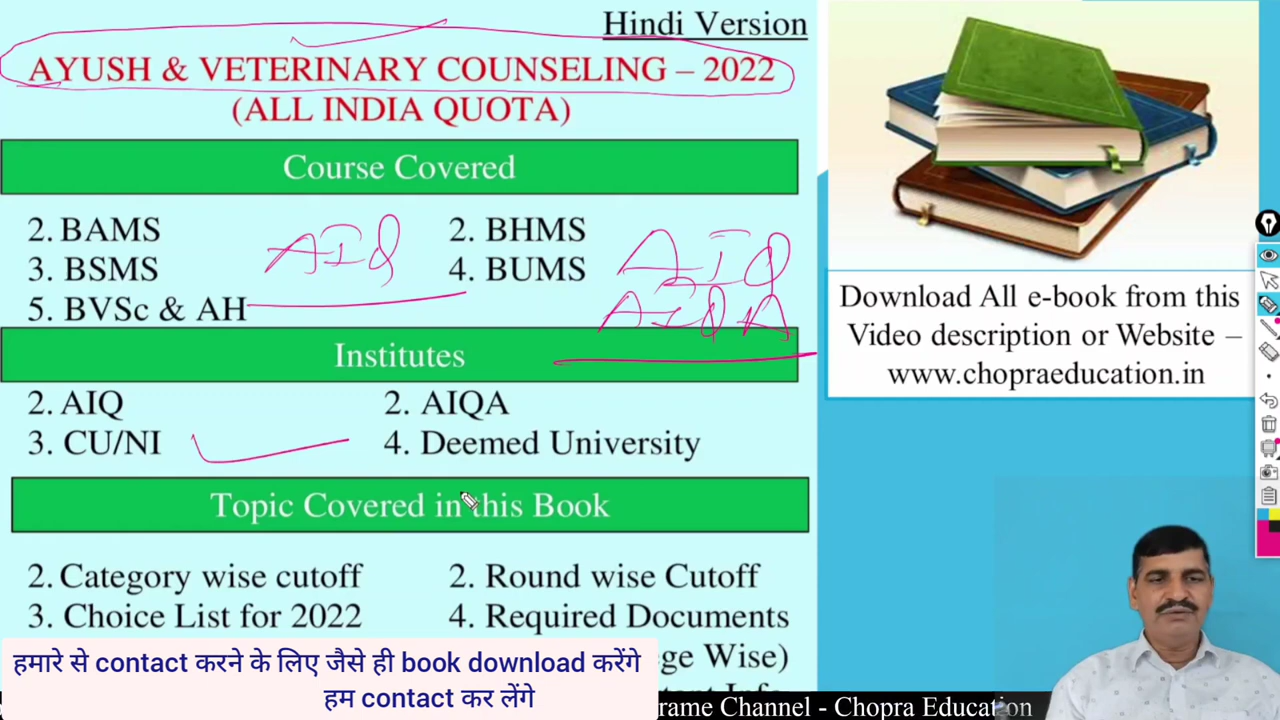 Hindi Version
AYUSH & VETERINARY COUNSELING – 2022
(ALL INDIA QUOTA)
Course Covered
2. BAMS 2. BHMS
AIQ
3. BSMS 4. BUMS
AIQ
5. BVSc & AH
AIQA
Institutes
2. AIQ 2. AIQA
3. CU/NI 4. Deemed University
Topic Covered in this Book
2. Category wise cutoff 2. Round wise Cutoff
3. Choice List for 2022 4. Required Documents
ge Wise)
हमारे से contact करने के लिए जैसे ही book download करेंगे
हम contact कर लेंगे
rame Channel - Chopra Education
Download All e-book from this
Video description or Website –
www.chopraeducation.in